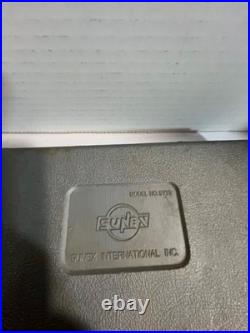 MODEL NO.
SUNEX
SUNEX INTERNATIONAL INC.